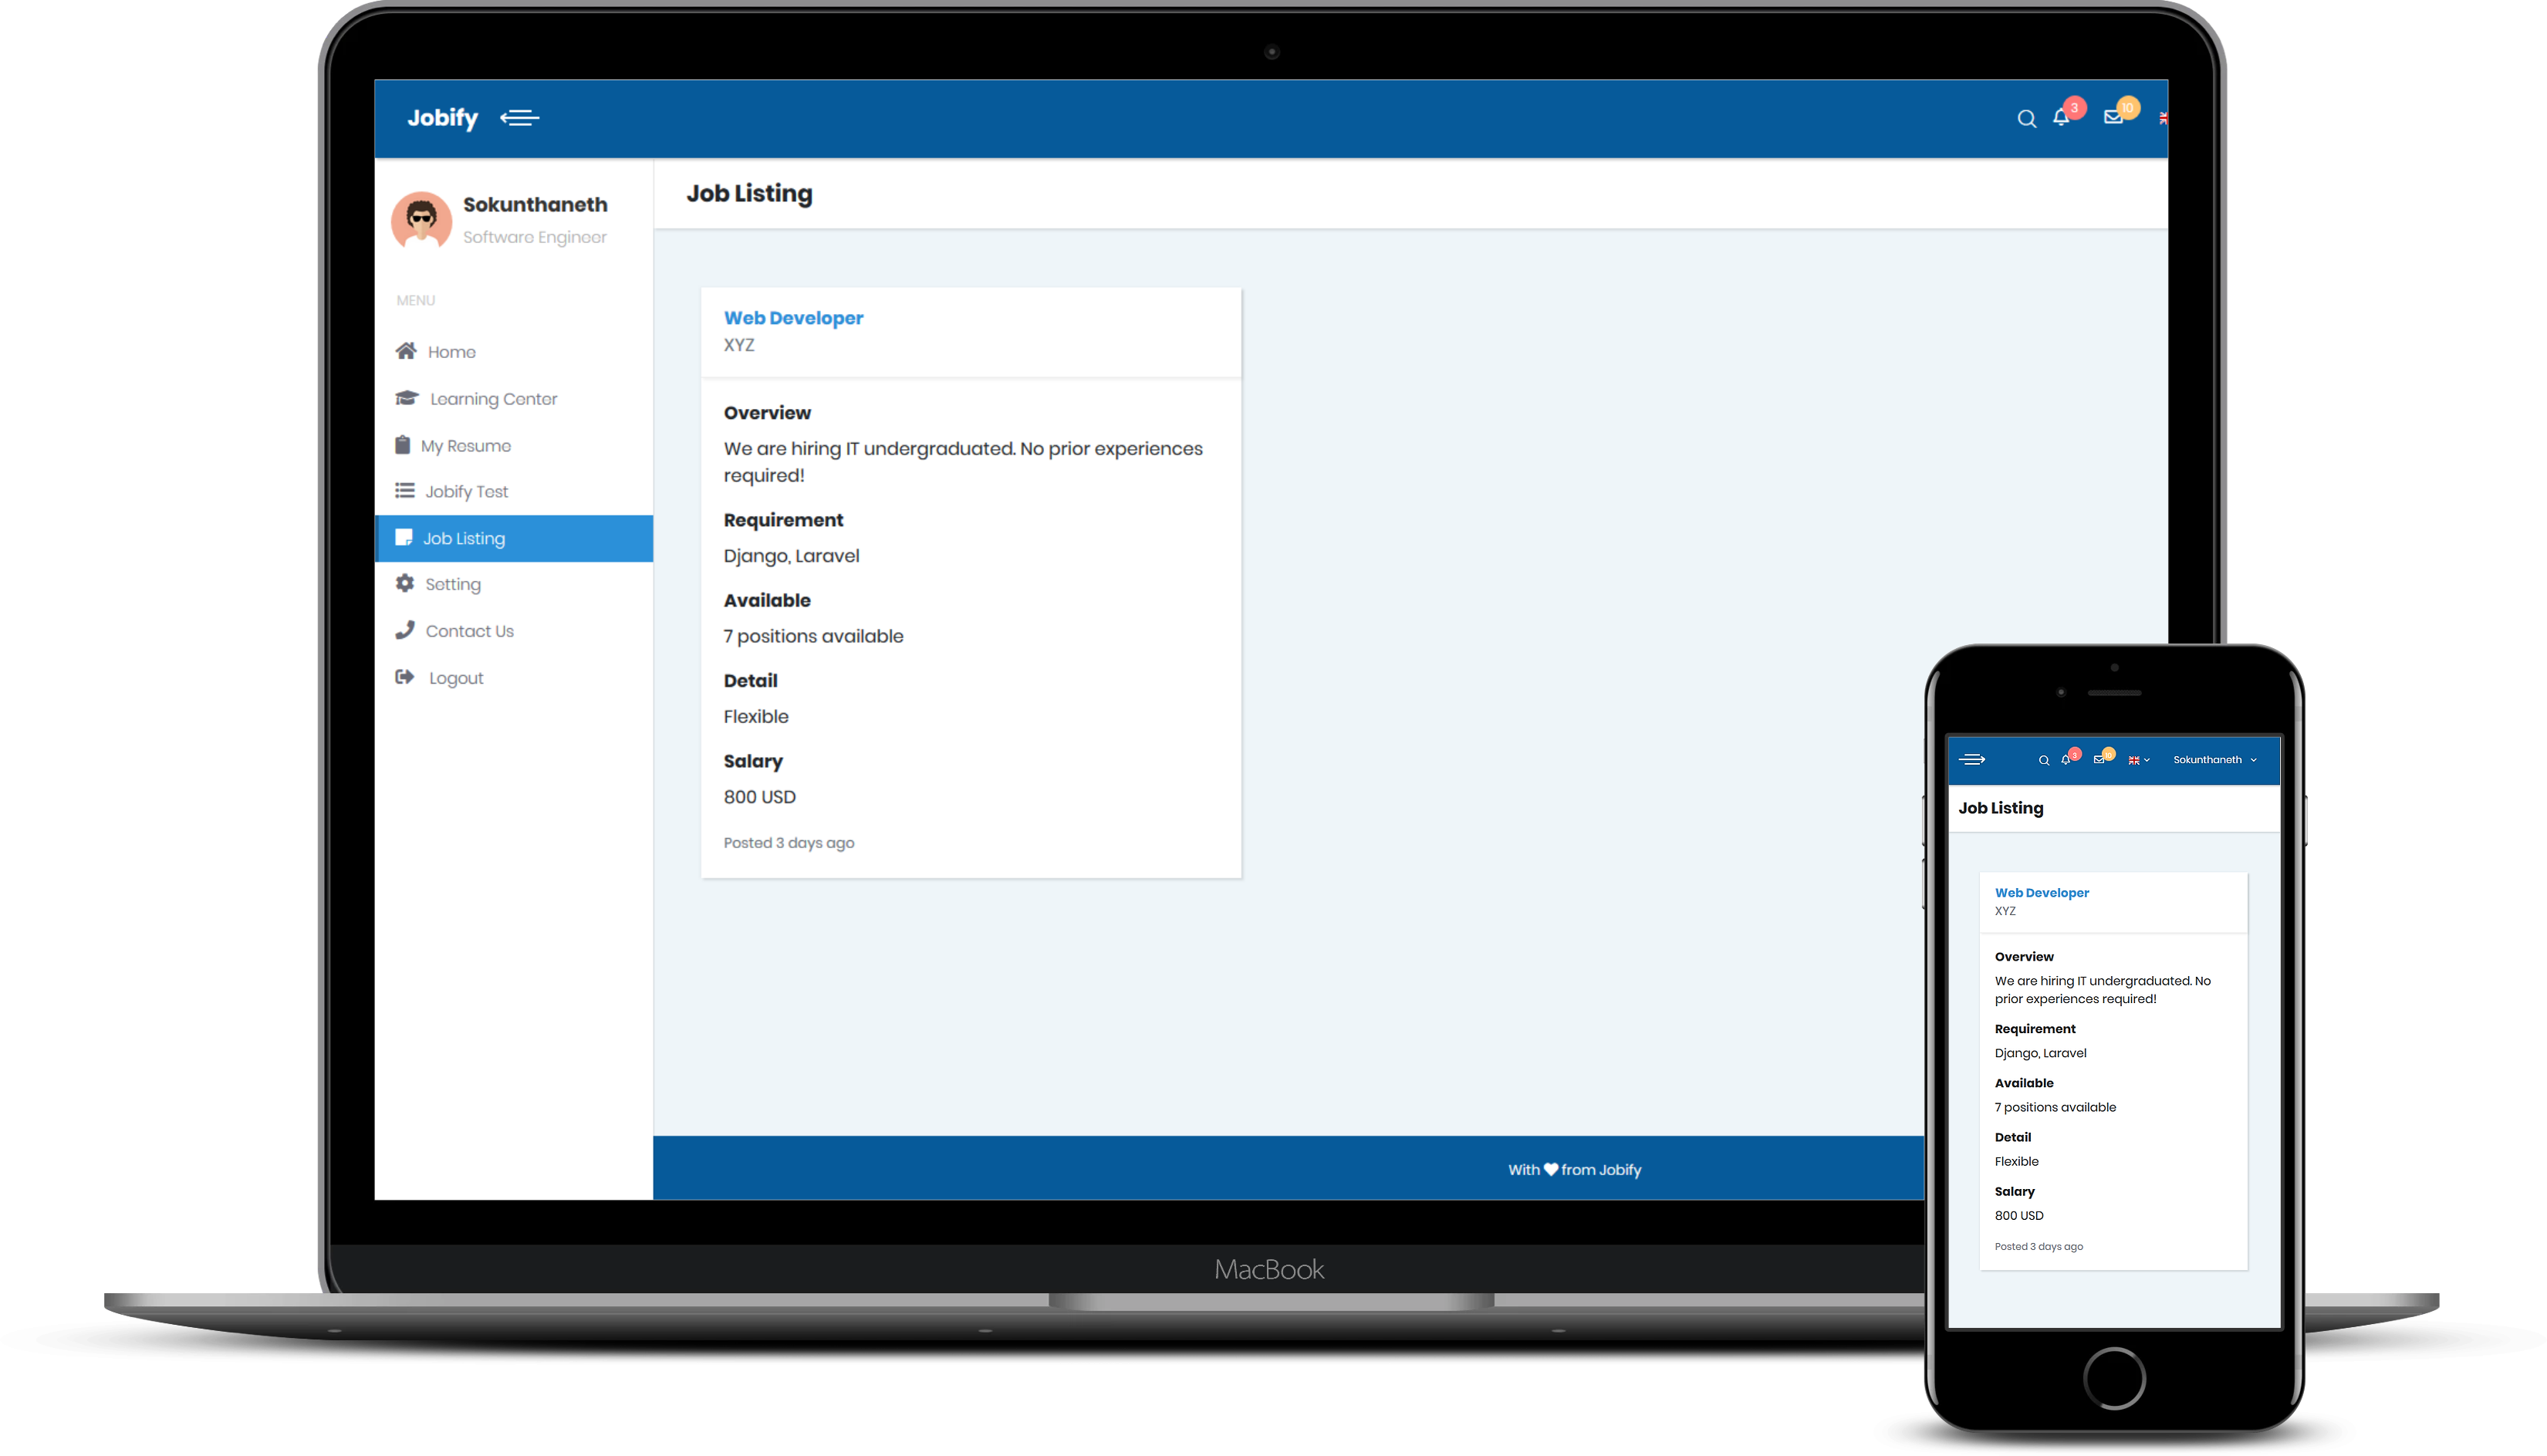 Jobify
3
10
Sokunthaneth
Software Engineer
MENU
Home
Learning Center
My Resume
Jobify Test
Job Listing
Setting
Contact Us
Logout
Job Listing
Web Developer
XYZ
Overview
We are hiring IT undergraduated. No prior experiences
required!
Requirement
Django, Laravel
Available
7 positions available
Detail
Flexible
Salary
800 USD
Posted 3 days ago
With from Jobify
MacBook
3
10
Sokunthaneth
Job Listing
Web Developer
XYZ
Overview
We are hiring IT undergraduated. No
prior experiences required!
Requirement
Django, Laravel
Available
7 positions available
Detail
Flexible
Salary
800 USD
Posted 3 days ago